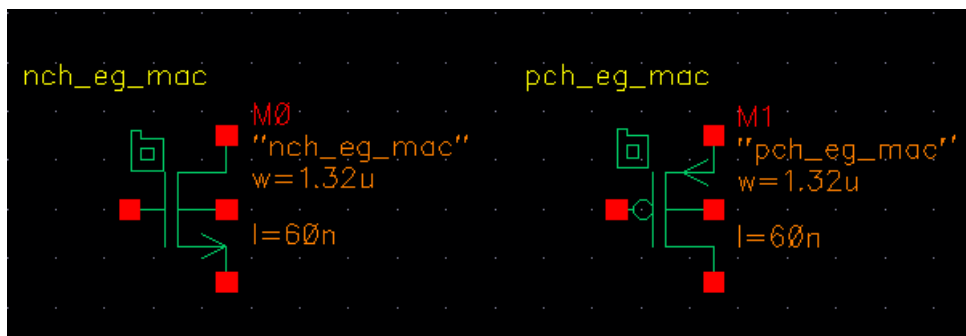 nch_eg_mac
M0
"nch_eg_mac"
w=1.32u
l=60n
pch_eg_mac
M1
"pch_eg_mac"
w=1.32u
l=60n